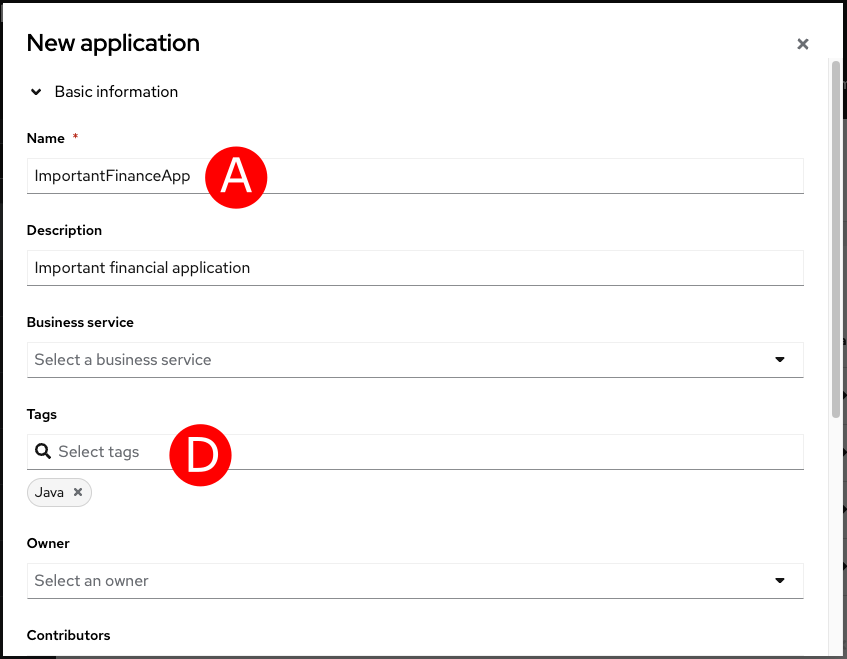 New application
Basic information
Name *
ImportantFinanceApp A
Description
Important financial application
Business service
Select a business service
Tags
Select tags D
Java
Owner
Select an owner
Contributors